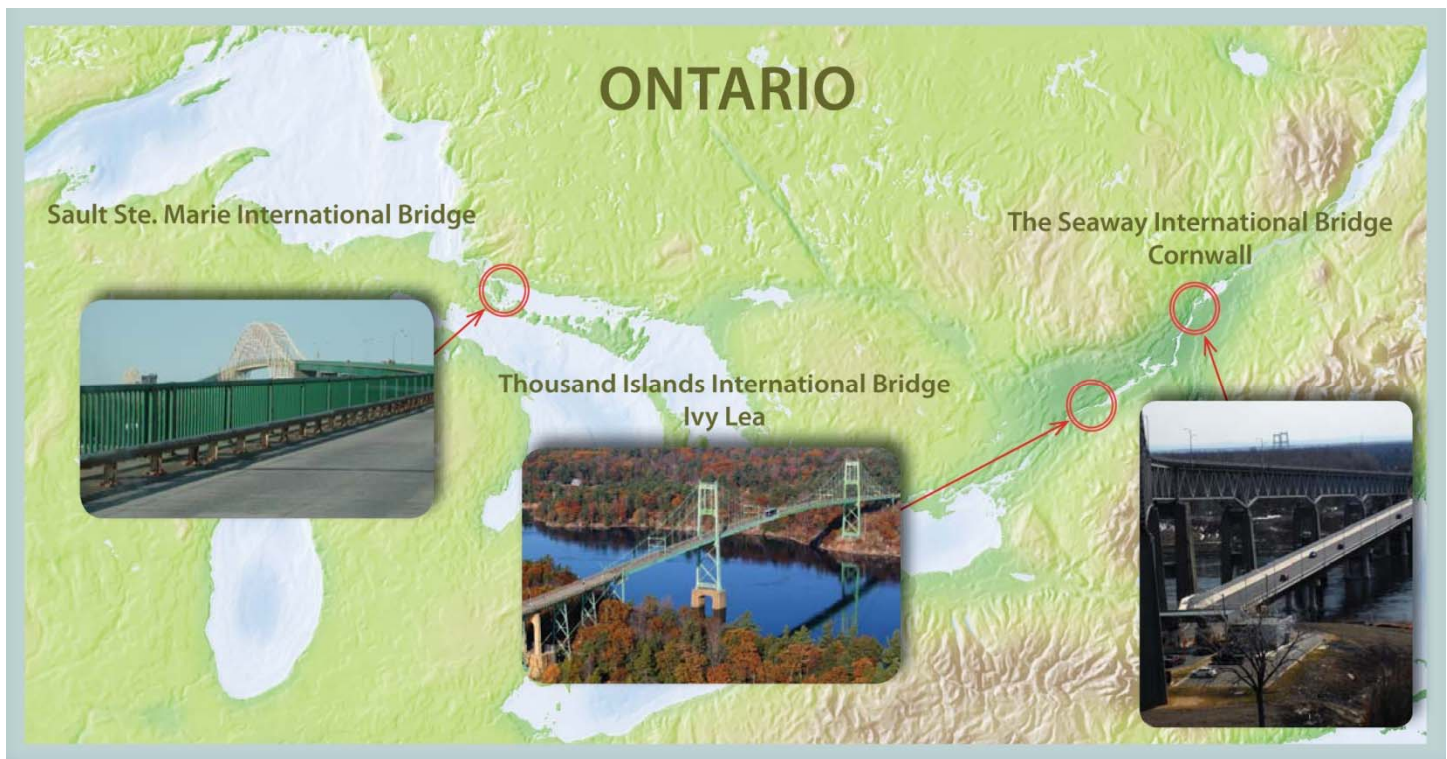 ONTARIO
Sault Ste. Marie International Bridge
The Seaway International Bridge
Cornwall
Thousand Islands International Bridge
Ivy Lea